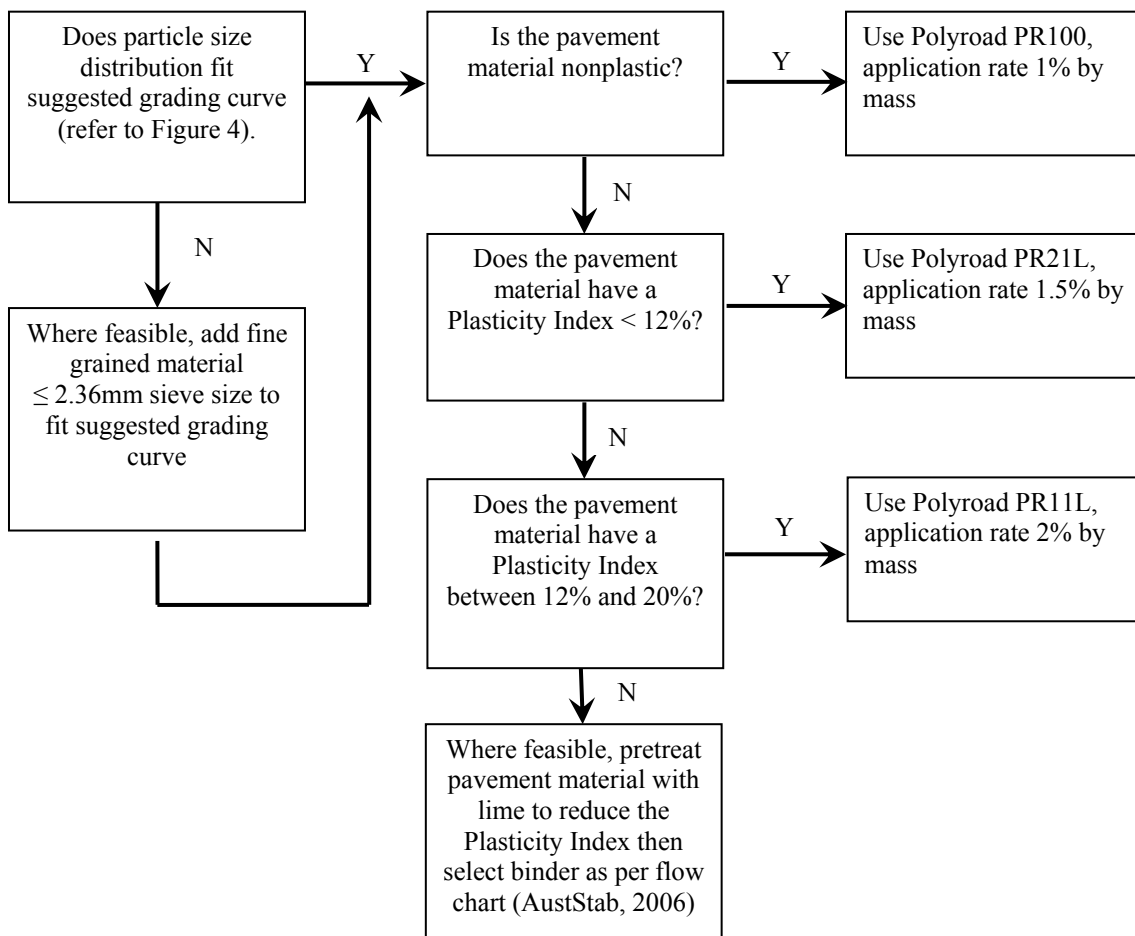 Does particle size
distribution fit
suggested grading curve
(refer to Figure 4).
Y
Is the pavement
material nonplastic?
Y
Use Polyroad PR100,
application rate 1% by
mass
N
N
Where feasible, add fine
grained material
≤ 2.36mm sieve size to
fit suggested grading
curve
Does the pavement
material have a
Plasticity Index < 12%?
Y
Use Polyroad PR21L,
application rate 1.5% by
mass
N
Does the pavement
material have a
Plasticity Index
between 12% and 20%?
Y
Use Polyroad PR11L,
application rate 2% by
mass
N
Where feasible, pretreat
pavement material with
lime to reduce the
Plasticity Index then
select binder as per flow
chart (AustStab, 2006)